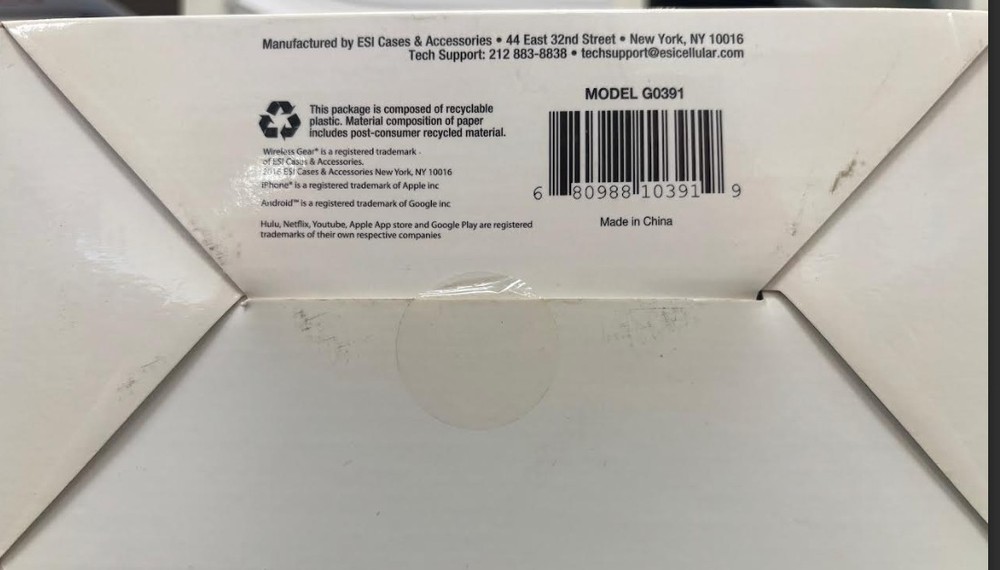 Manufactured by ESI Cases & Accessories • 44 East 32nd Street • New York, NY 10016
Tech Support: 212 883-8838 • techsupport@esicellular.com
MODEL G0391
This package is composed of recyclable
plastic. Material composition of paper
includes post-consumer recycled material.
Wireless Gear® is a registered trademark
of ESI Cases & Accessories.
2016 ESI Cases & Accessories New York, NY 10016
iPhone® is a registered trademark of Apple inc
Android™ is a registered trademark of Google inc
Hulu, Netflix, Youtube, Apple App store and Google Play are registered
trademarks of their own respective companies
6 80988 10391 9
Made in China